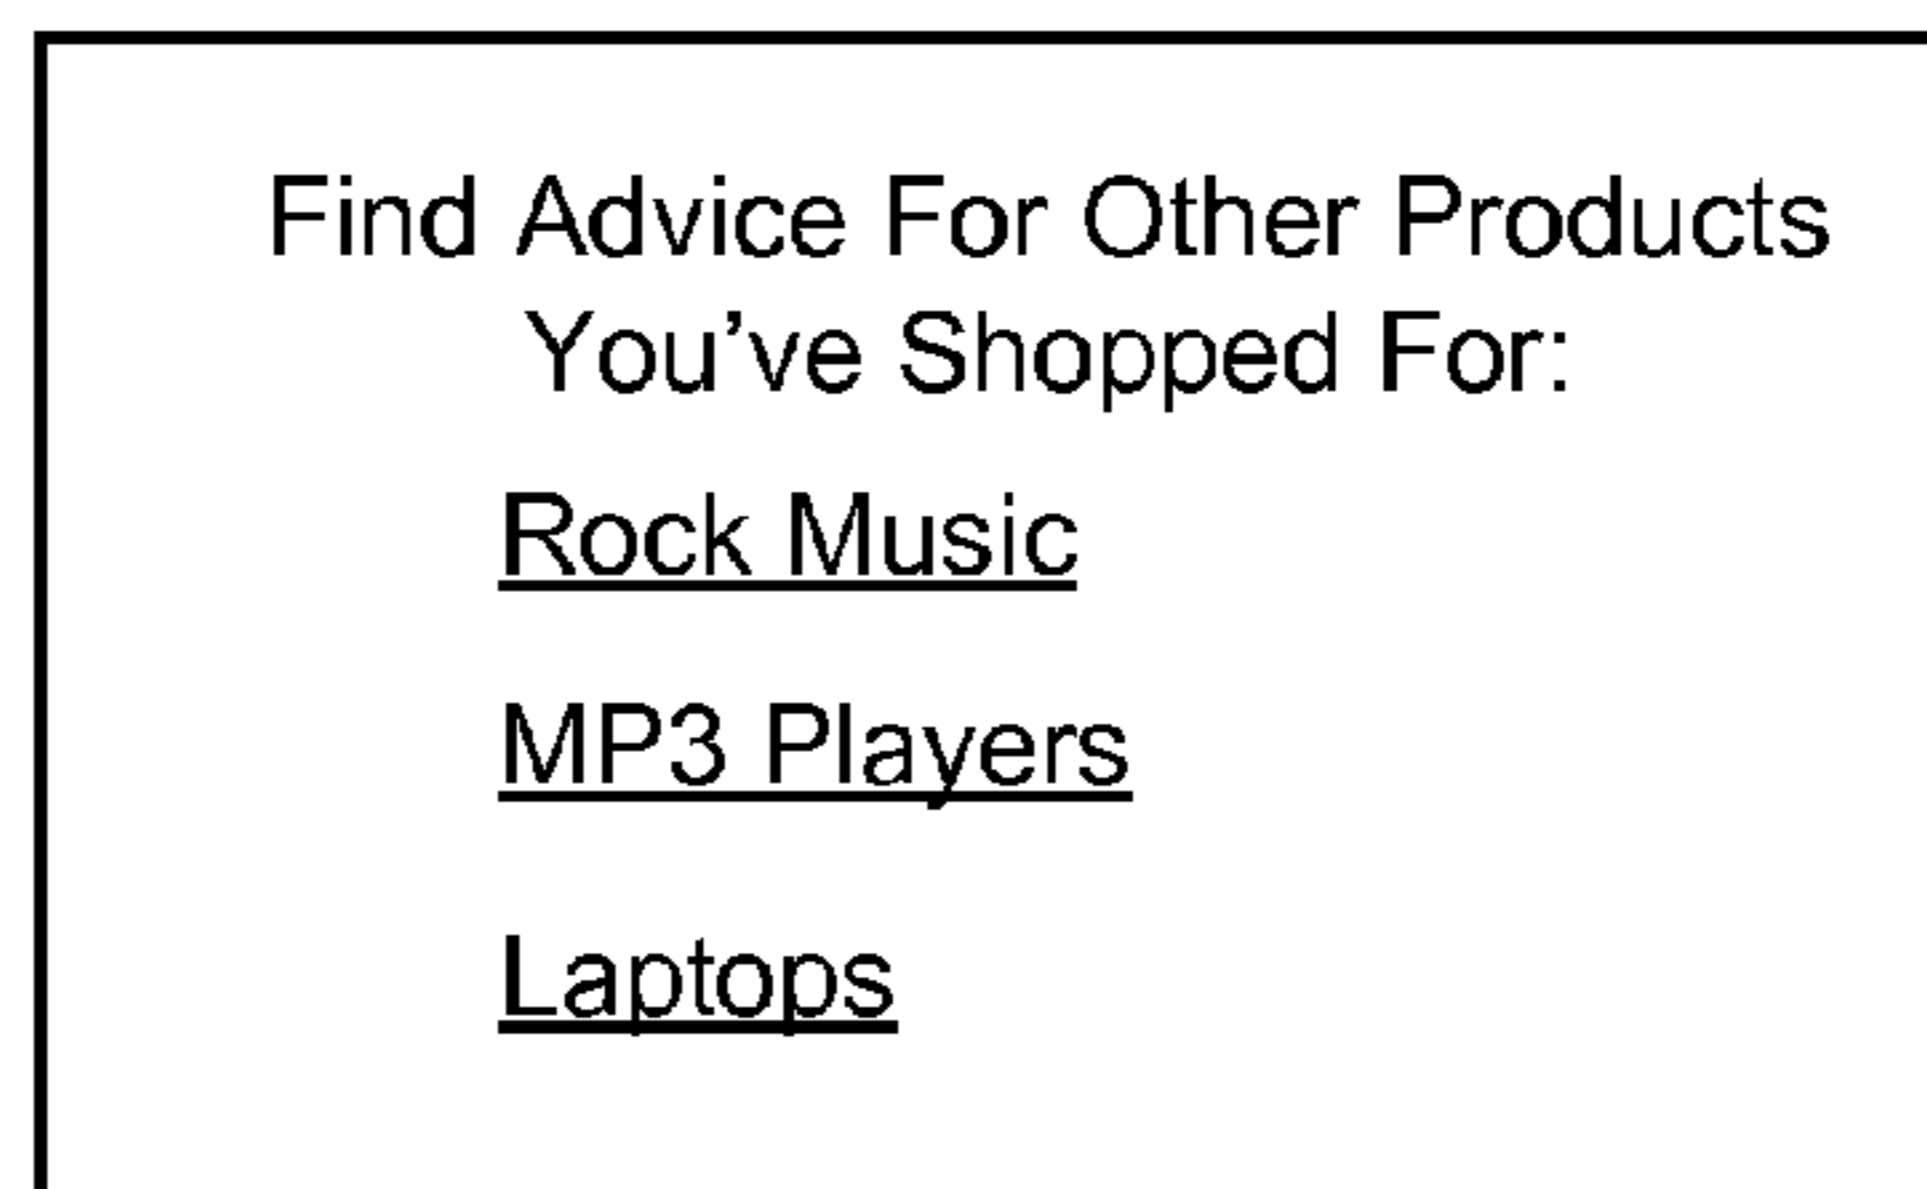 Find Advice For Other Products
You’ve Shopped For:
Rock Music
MP3 Players
Laptops